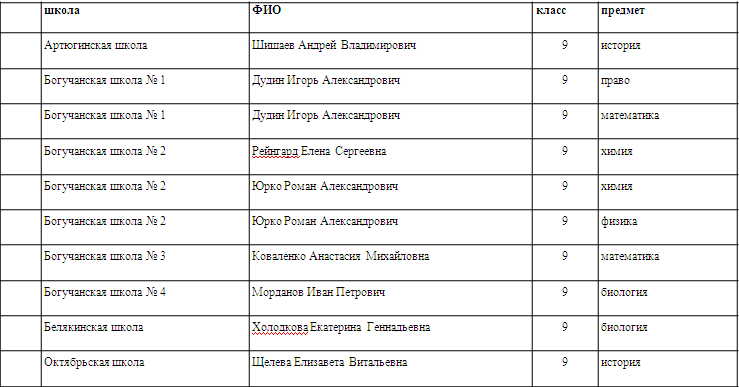 школа ФИО класс предмет
Артюгинская школа Шишаев Андрей Владимирович 9 история
Богучанская школа № 1 Дудин Игорь Александрович 9 право
Богучанская школа № 1 Дудин Игорь Александрович 9 математика
Богучанская школа № 2 Рейнгард Елена Сергеевна 9 химия
Богучанская школа № 2 Юрко Роман Александрович 9 химия
Богучанская школа № 2 Юрко Роман Александрович 9 физика
Богучанская школа № 3 Коваленко Анастасия Михайловна 9 математика
Богучанская школа № 4 Морданов Иван Петрович 9 биология
Белякинская школа Холодкова Екатерина Геннадьевна 9 биология
Октябрьская школа Щелева Елизавета Витальевна 9 история